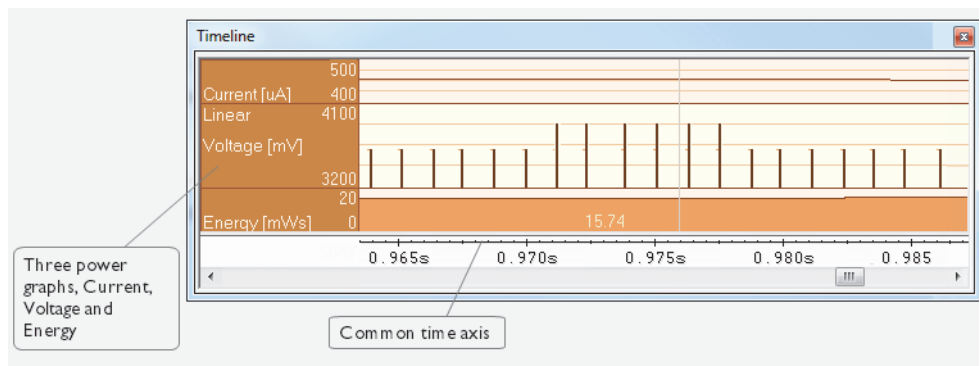 Timeline
500
Current [uA] 400
Linear 4100
Voltage [mV]
3200
20
Energy [mWs] 0 15.74
0.965s 0.970s 0.975s 0.980s 0.985
Three power
graphs, Current,
Voltage and
Energy
Common time axis